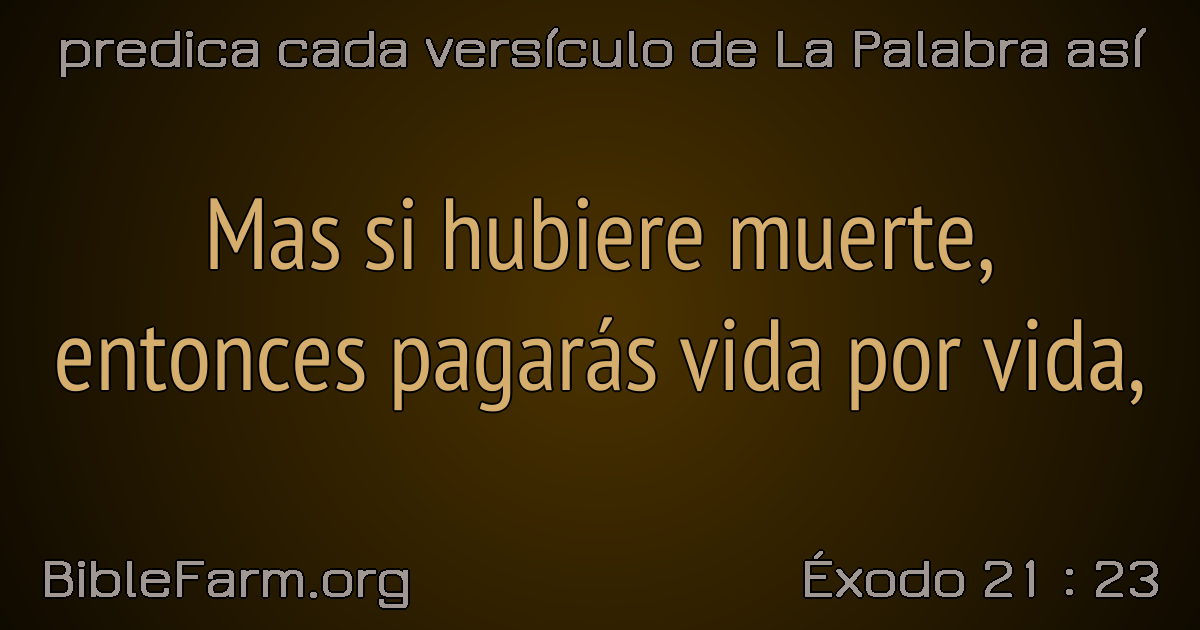 predica cada versículo de La Palabra así
Mas si hubiere muerte,
entonces pagarás vida por vida,
BibleFarm.org
Éxodo 21 : 23